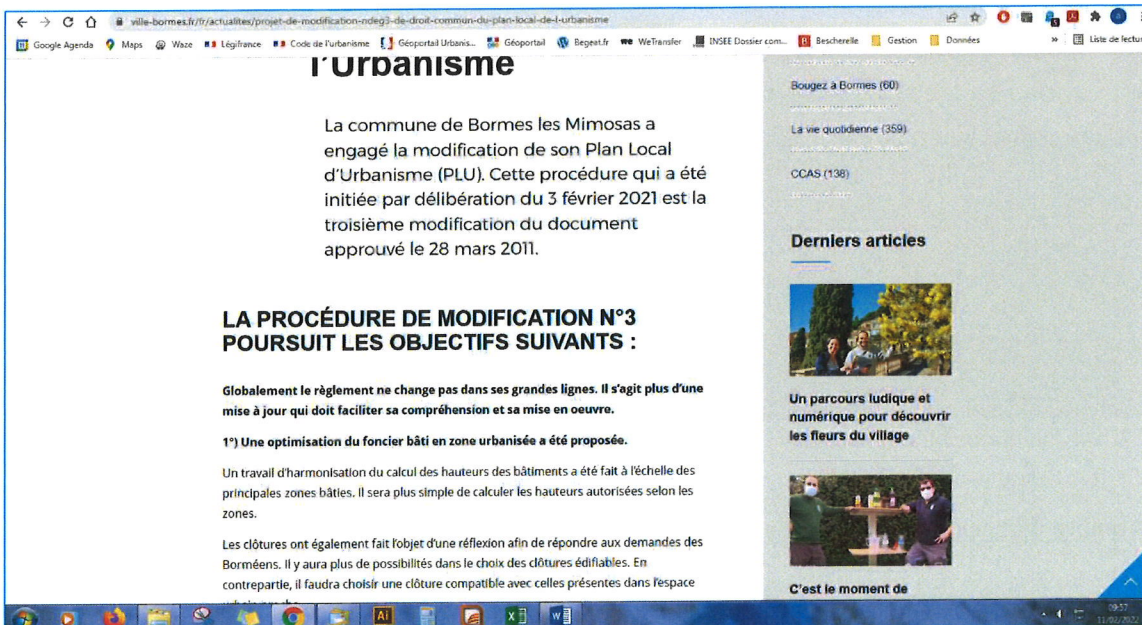 ville-bormes.fr/fr/actualites/projet-de-modification-ndeg3-de-droit-commun-du-plan-local-de-l-urbanisme
Google Agenda Maps Waze Légifrance Code de l'urbanisme Géoportail Urbanis... Géoportail Begeat.fr we WeTransfer INSEE Dossier com... B Bescherelle Gestion Données » Liste de lectur
l'Urbanisme
La commune de Bormes les Mimosas a
engagé la modification de son Plan Local
d'Urbanisme (PLU). Cette procédure qui a été
initiée par délibération du 3 février 2021 est la
troisième modification du document
approuvé le 28 mars 2011.
LA PROCÉDURE DE MODIFICATION N°3
POURSUIT LES OBJECTIFS SUIVANTS :
Globalement le règlement ne change pas dans ses grandes lignes. Il s'agit plus d'une
mise à jour qui doit faciliter sa compréhension et sa mise en oeuvre.
1°) Une optimisation du foncier bâti en zone urbanisée a été proposée.
Un travail d'harmonisation du calcul des hauteurs des bâtiments a été fait à l'échelle des
principales zones bâties. Il sera plus simple de calculer les hauteurs autorisées selon les
zones.
Les clôtures ont également fait l'objet d'une réflexion afin de répondre aux demandes des
Borméens. Il y aura plus de possibilités dans le choix des clôtures édifiables. En
contrepartie, il faudra choisir une clôture compatible avec celles présentes dans l'espace
Bougez à Bormes (60)
La vie quotidienne (359)
CCAS (138)
Derniers articles
Un parcours ludique et
numérique pour découvrir
les fleurs du village
C'est le moment de
Ai
09:57
11/02/2022